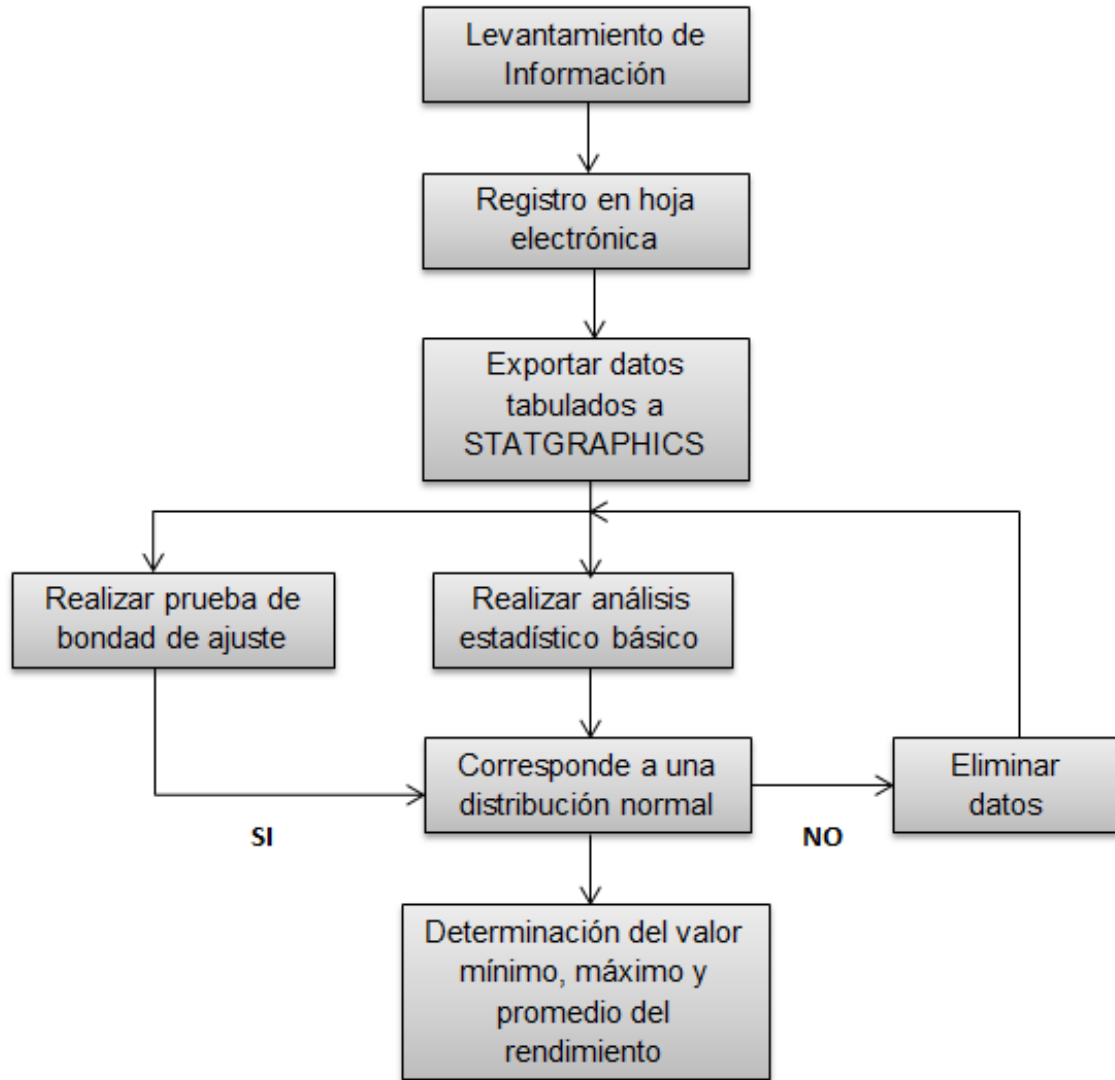 Levantamiento de
Información
Registro en hoja
electrónica
Exportar datos
tabulados a
STATGRAPHICS
Realizar prueba de
bondad de ajuste
Realizar análisis
estadístico básico
Corresponde a una
distribución normal
Eliminar
datos
SI
NO
Determinación del valor
mínimo, máximo y
promedio del
rendimiento